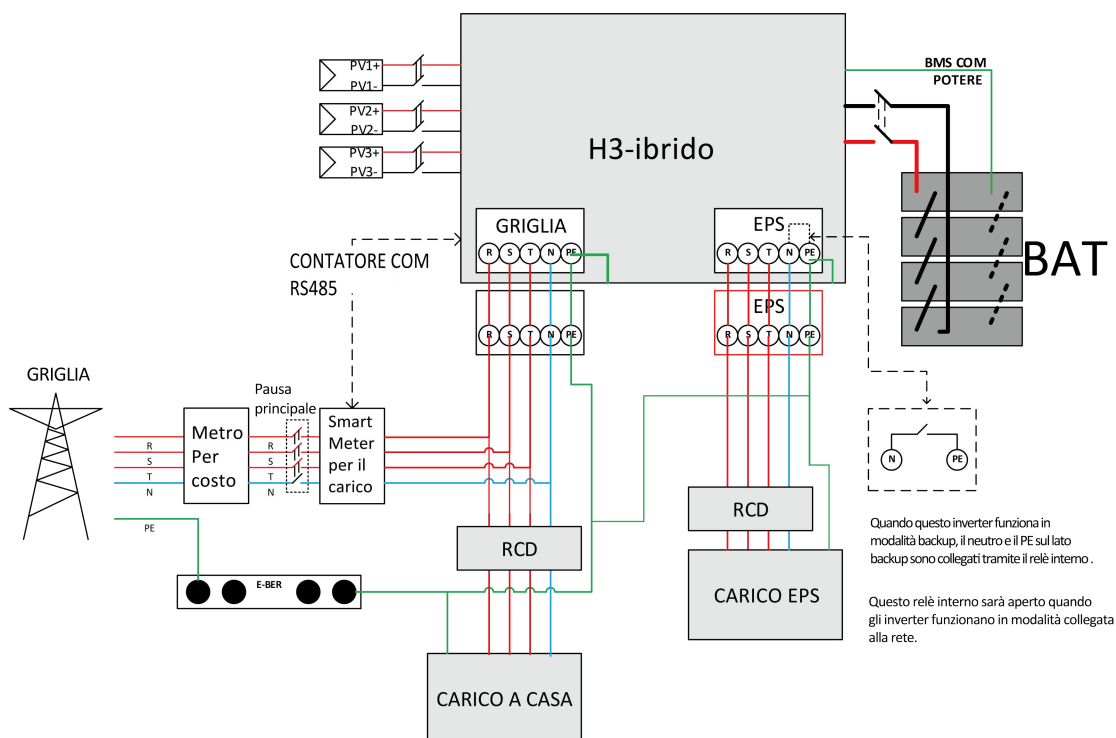 PV1+
PV1-
PV2+
PV2-
PV3+
PV3-
H3-ibrido
BMS COM
POTERE
BAT
GRIGLIA
R S T N PE
EPS
R S T N PE
CONTATORE COM
RS485
R S T N PE
EPS
R S T N PE
GRIGLIA
Pausa
principale
Metro
Per
costo
Smart
Meter
per il
carico
R
S
T
N
R
S
T
N
PE
N
PE
RCD
RCD
E-BER
CARICO EPS
CARICO A CASA
Quando questo inverter funziona in
modalità backup, il neutro e il PE sul lato
backup sono collegati tramite il relè interno .
Questo relè interno sarà aperto quando
gli inverter funzionano in modalità collegata
alla rete.